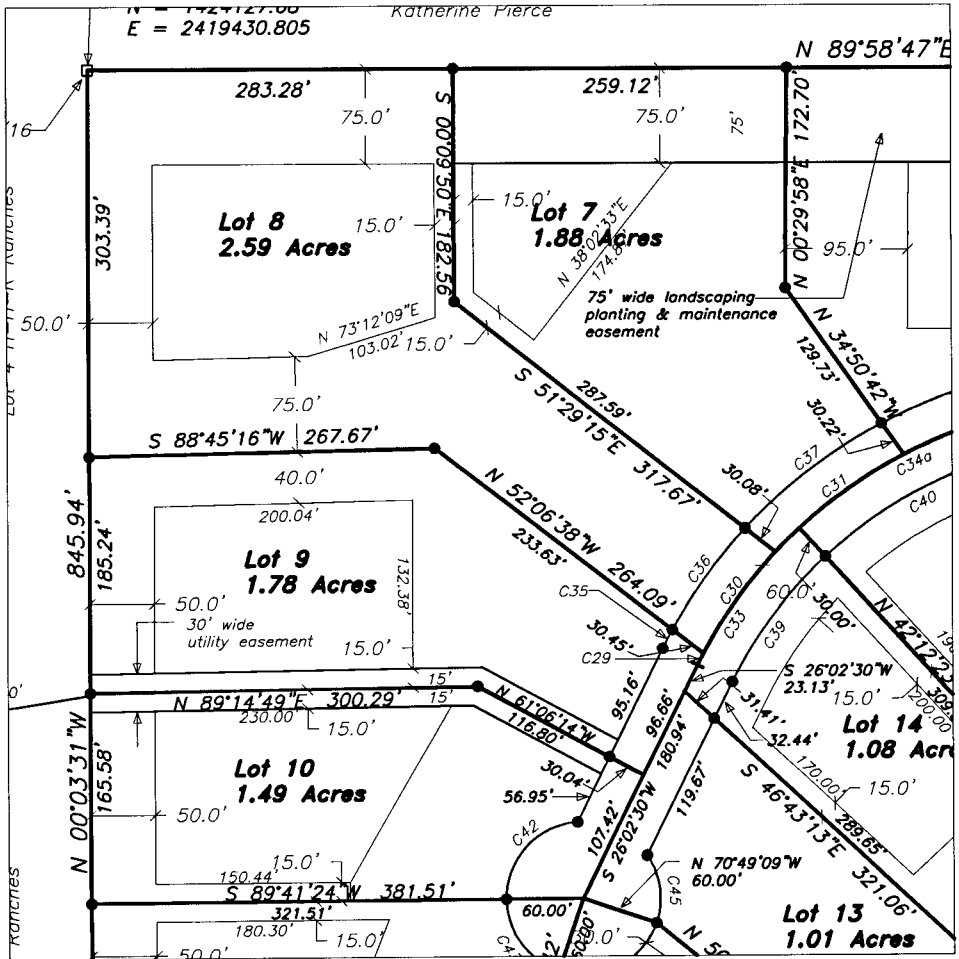 Katherine Pierce
E = 2419430.805
N 89°58'47"E
283.28'
259.12'
75.0'
75.0'
75'
'16
S 00°09'50"E 182.56
N 00°29'58"E 172.70'
303.39'
Lot 8
2.59 Acres
15.0'
15.0'
Lot 7
1.88 Acres
N 38°02'33"E
95.0'
75' wide landscaping
planting & maintenance
easement
50.0'
N 73°12'09"E
103.02'
15.0'
N 34°50'42"W
129.73'
75.0'
S 51°29'15"E 317.67'
287.59'
30.22'
C37
C31
C34a
S 88°45'16"W 267.67'
40.0'
30.08'
C40
200.04'
N 52°06'38"W 264.09'
233.63'
845.94'
185.24'
Lot 9
1.78 Acres
132.38'
C36
C35
C30
60.0'
50.0'
30' wide
utility easement
30.45'
C33
C39
30.00'
N 42°12'2
15.0'
C29
S 26°02'30"W
23.13'
0'
15'
15'
N 89°14'49"E 300.29'
230.00'
15.0'
N 61°06'14"W
116.80'
95.16'
96.66'
31.41'
32.44'
15.0'
200.00
Lot 14
1.08 Acr
N 00°03'31"W
165.58'
Lot 10
1.49 Acres
30.04'
56.95'
180.94'
119.67'
170.00'
15.0'
50.0'
C42
107.42'
S 26°02'30"W
S 46°43'13"E 321.06'
289.65'
15.0'
150.44'
N 70°49'09"W
60.00'
S 89°41'24"W 381.51'
321.51'
60.00'
C45
Lot 13
1.01 Acres
180.30'
15.0'
60.00'
Ranches
50.0'